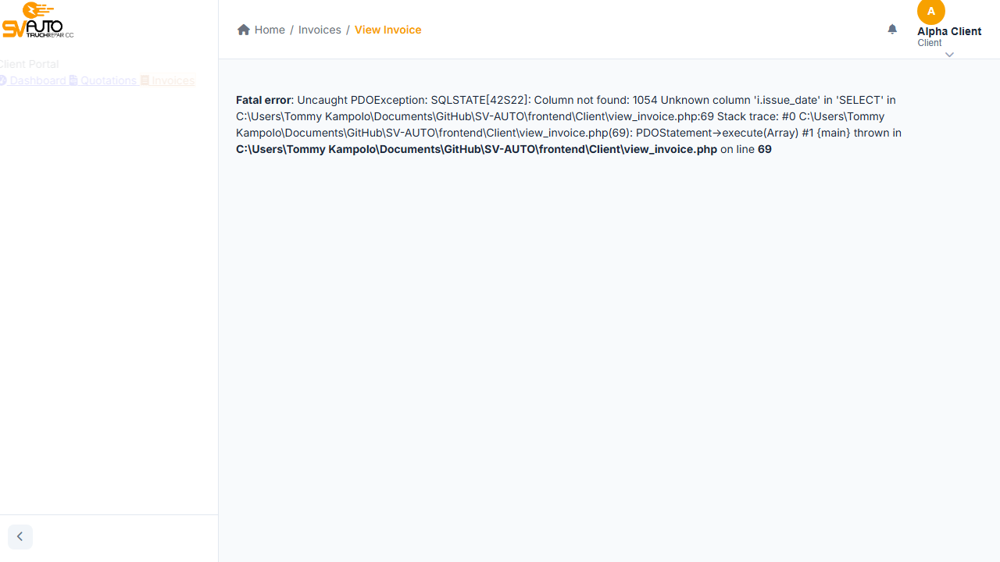 SVAUTO
TRUCKREPAIR CC
Client Portal
Dashboard Quotations Invoices
Home / Invoices / View Invoice
A
Alpha Client
Client
Fatal error: Uncaught PDOException: SQLSTATE[42S22]: Column not found: 1054 Unknown column 'i.issue_date' in 'SELECT' in
C:\Users\Tommy Kampolo\Documents\GitHub\SV-AUTO\frontend\Client\view_invoice.php:69 Stack trace: #0 C:\Users\Tommy
Kampolo\Documents\GitHub\SV-AUTO\frontend\Client\view_invoice.php(69): PDOStatement->execute(Array) #1 {main} thrown in
C:\Users\Tommy Kampolo\Documents\GitHub\SV-AUTO\frontend\Client\view_invoice.php on line 69